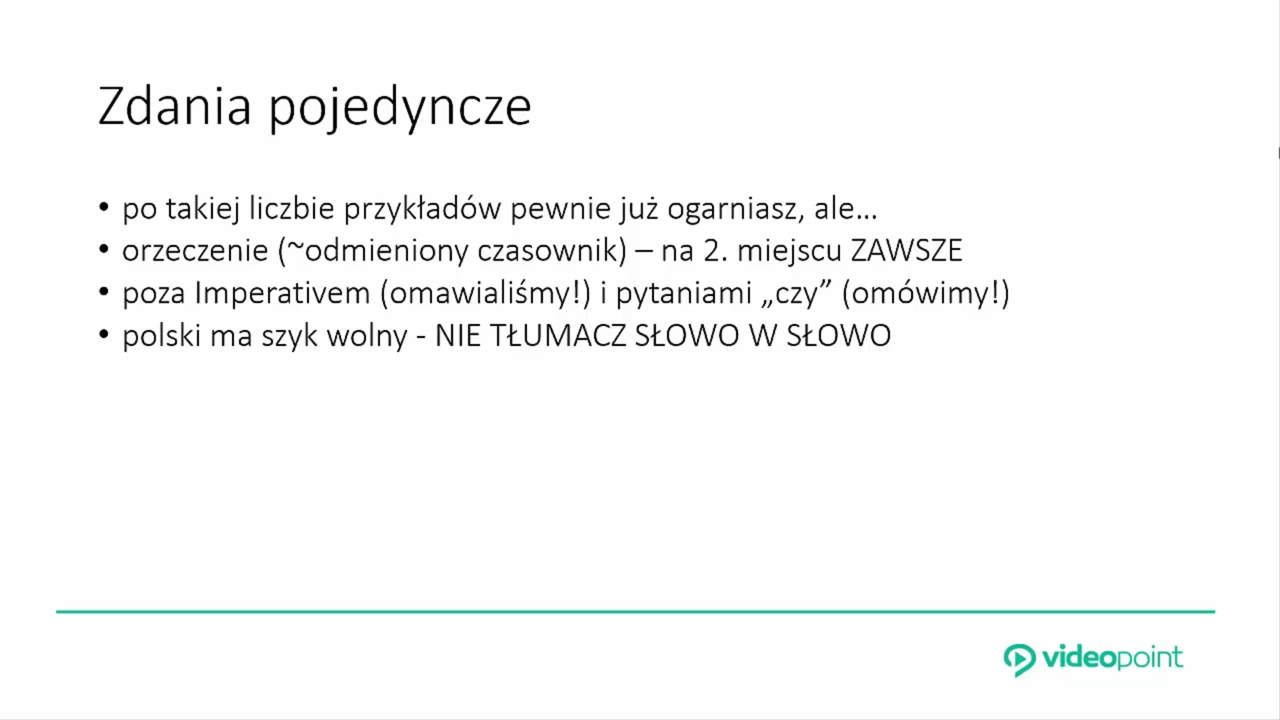 Zdania pojedyncze
• po takiej liczbie przykładów pewnie już ogarniasz, ale...
• orzeczenie (~odmieniony czasownik) – na 2. miejscu ZAWSZE
• poza Imperativem (omawialiśmy!) i pytaniami „czy” (omówimy!)
• polski ma szyk wolny - NIE TŁUMACZ SŁOWO W SŁOWO
videopoint